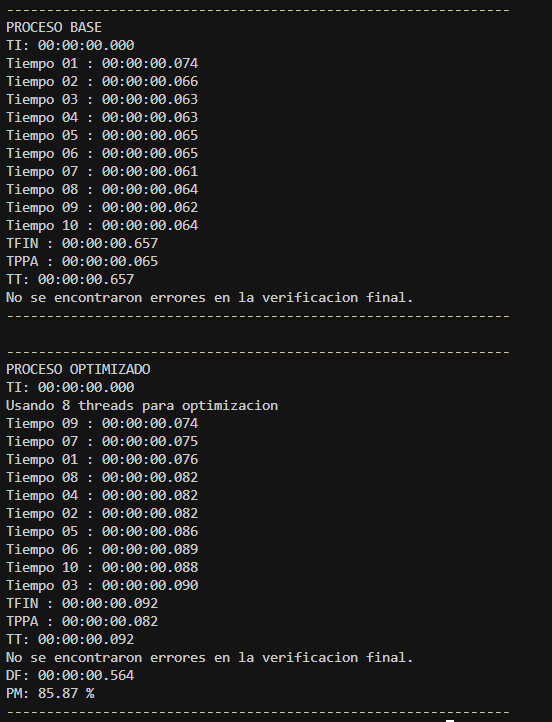 ---------------------------------------------------------------
PROCESO BASE
TI: 00:00:00.000
Tiempo 01 : 00:00:00.074
Tiempo 02 : 00:00:00.066
Tiempo 03 : 00:00:00.063
Tiempo 04 : 00:00:00.063
Tiempo 05 : 00:00:00.065
Tiempo 06 : 00:00:00.065
Tiempo 07 : 00:00:00.061
Tiempo 08 : 00:00:00.064
Tiempo 09 : 00:00:00.062
Tiempo 10 : 00:00:00.064
TFIN : 00:00:00.657
TPPA : 00:00:00.065
TT: 00:00:00.657
No se encontraron errores en la verificacion final.
---------------------------------------------------------------
---------------------------------------------------------------
PROCESO OPTIMIZADO
TI: 00:00:00.000
Usando 8 threads para optimizacion
Tiempo 09 : 00:00:00.074
Tiempo 07 : 00:00:00.075
Tiempo 01 : 00:00:00.076
Tiempo 08 : 00:00:00.082
Tiempo 04 : 00:00:00.082
Tiempo 02 : 00:00:00.082
Tiempo 05 : 00:00:00.086
Tiempo 06 : 00:00:00.089
Tiempo 10 : 00:00:00.088
Tiempo 03 : 00:00:00.090
TFIN : 00:00:00.092
TPPA : 00:00:00.082
TT: 00:00:00.092
No se encontraron errores en la verificacion final.
DF: 00:00:00.564
PM: 85.87 %
---------------------------------------------------------------